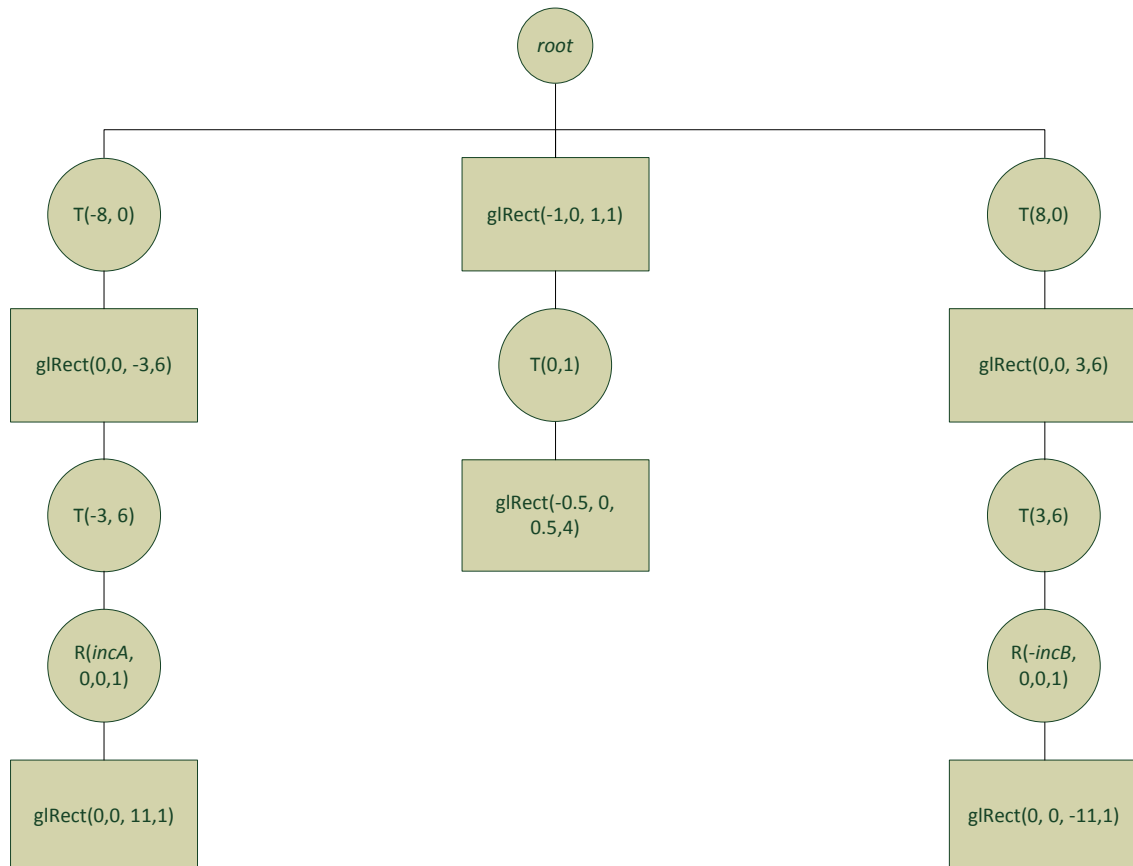 root
T(-8, 0)
glRect(-1,0, 1,1)
T(8,0)
glRect(0,0, -3,6)
T(0,1)
glRect(0,0, 3,6)
T(-3, 6)
glRect(-0.5, 0,
0.5,4)
T(3,6)
R(incA,
0,0,1)
R(-incB,
0,0,1)
glRect(0,0, 11,1)
glRect(0, 0, -11,1)